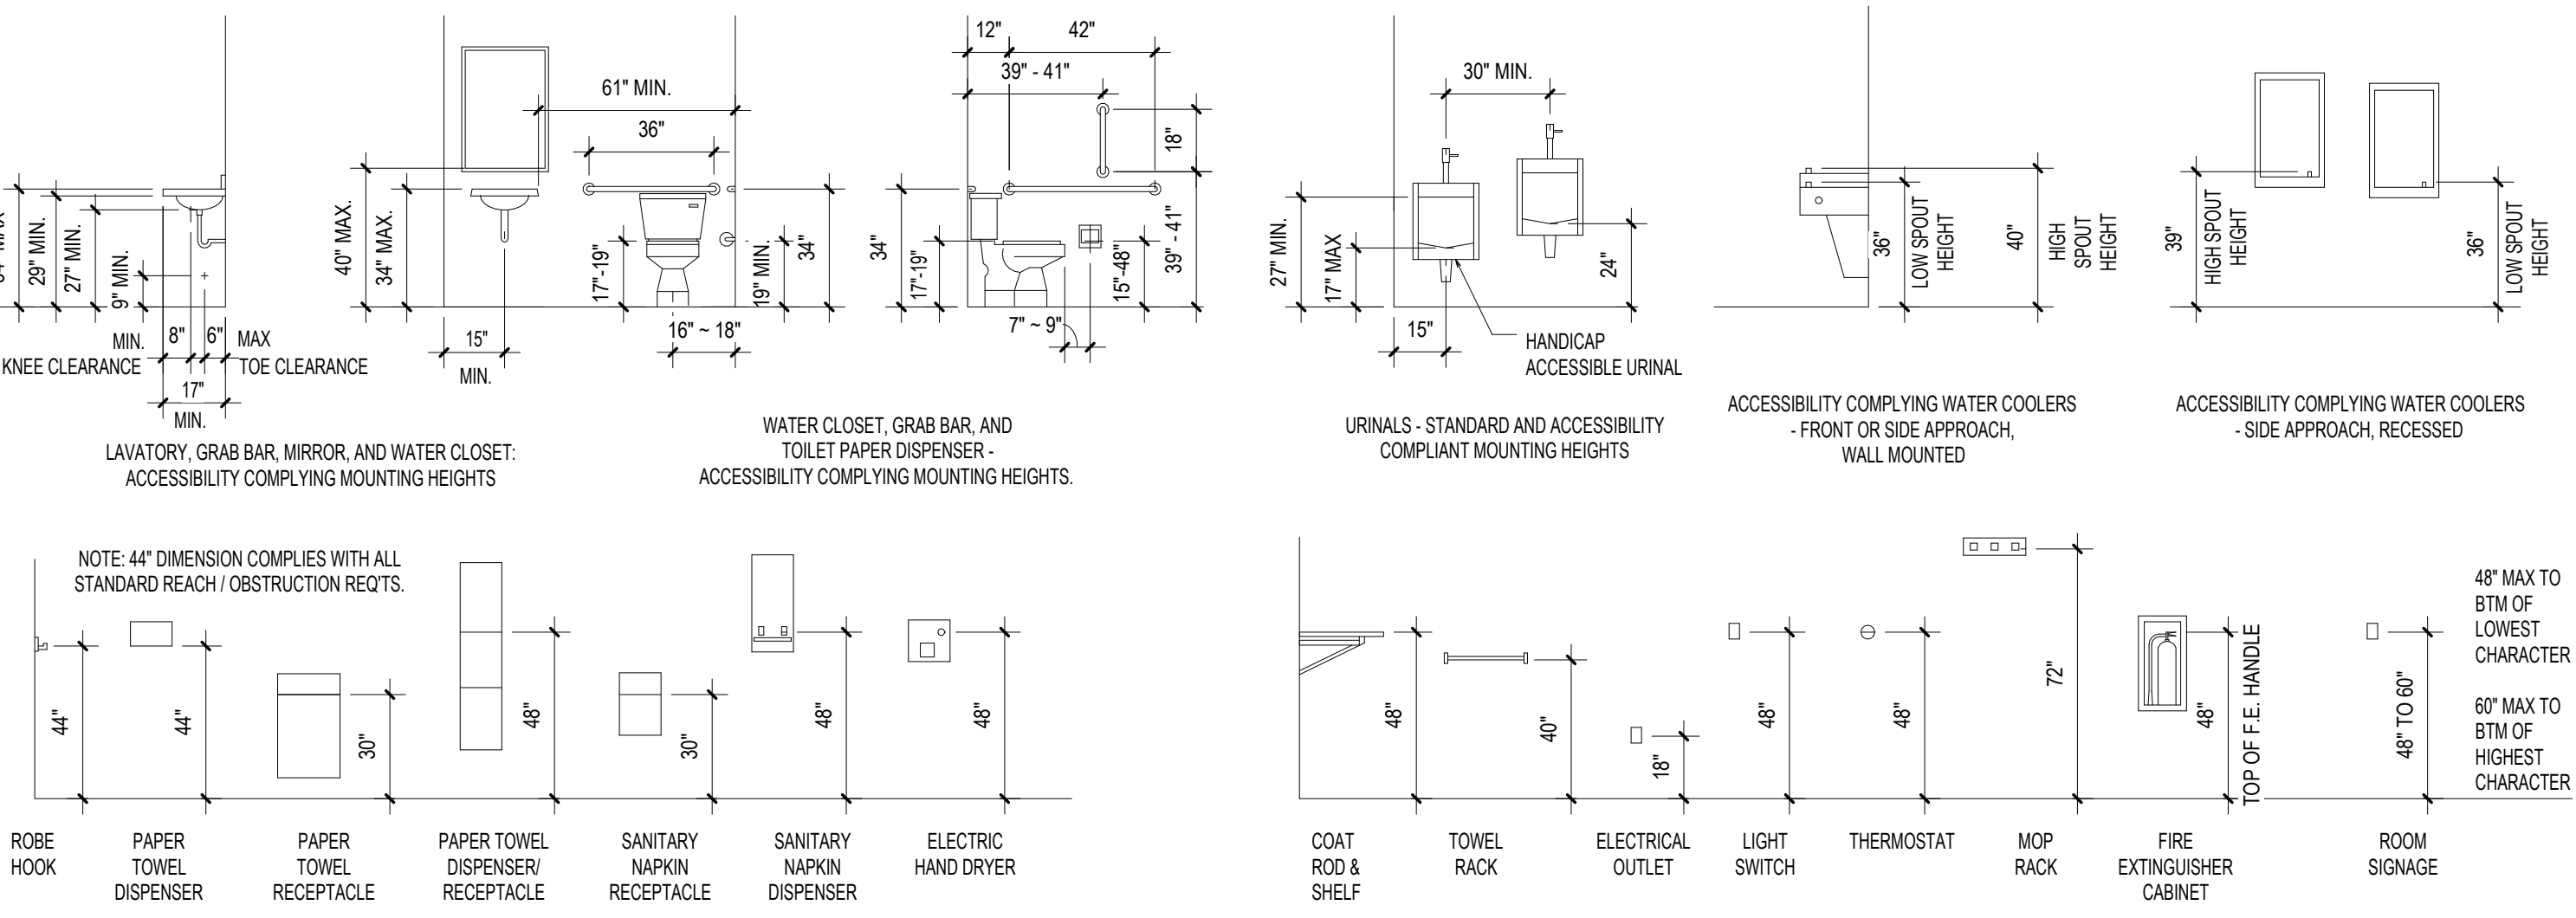 34" MAX
29" MIN.
27" MIN.
9" MIN.
MIN.
8"
6"
MAX
KNEE CLEARANCE
TOE CLEARANCE
17"
MIN.
LAVATORY, GRAB BAR, MIRROR, AND WATER CLOSET:
ACCESSIBILITY COMPLYING MOUNTING HEIGHTS
61" MIN.
36"
40" MAX.
34" MAX.
17"-19"
19" MIN.
34"
15"
MIN.
16" ~ 18"
12"
42"
39" - 41"
18"
34"
17"-19"
15"-48"
39" - 41"
7" ~ 9"
WATER CLOSET, GRAB BAR, AND
TOILET PAPER DISPENSER -
ACCESSIBILITY COMPLYING MOUNTING HEIGHTS.
30" MIN.
27" MIN.
17" MAX
24"
15"
HANDICAP
ACCESSIBLE URINAL
URINALS - STANDARD AND ACCESSIBILITY
COMPLIANT MOUNTING HEIGHTS
36"
LOW SPOUT
HEIGHT
40"
HIGH
SPOUT
HEIGHT
ACCESSIBILITY COMPLYING WATER COOLERS
- FRONT OR SIDE APPROACH,
WALL MOUNTED
39"
HIGH SPOUT
HEIGHT
36"
LOW SPOUT
HEIGHT
ACCESSIBILITY COMPLYING WATER COOLERS
- SIDE APPROACH, RECESSED
NOTE: 44" DIMENSION COMPLIES WITH ALL
STANDARD REACH / OBSTRUCTION REQ'TS.
44"
44"
30"
48"
30"
48"
48"
ROBE
HOOK
PAPER
TOWEL
DISPENSER
PAPER
TOWEL
RECEPTACLE
PAPER TOWEL
DISPENSER/
RECEPTACLE
SANITARY
NAPKIN
RECEPTACLE
SANITARY
NAPKIN
DISPENSER
ELECTRIC
HAND DRYER
48"
40"
18"
48"
48"
72"
48"
TOP OF F.E. HANDLE
48" TO 60"
48" MAX TO
BTM OF
LOWEST
CHARACTER
60" MAX TO
BTM OF
HIGHEST
CHARACTER
COAT
ROD &
SHELF
TOWEL
RACK
ELECTRICAL
OUTLET
LIGHT
SWITCH
THERMOSTAT
MOP
RACK
FIRE
EXTINGUISHER
CABINET
ROOM
SIGNAGE